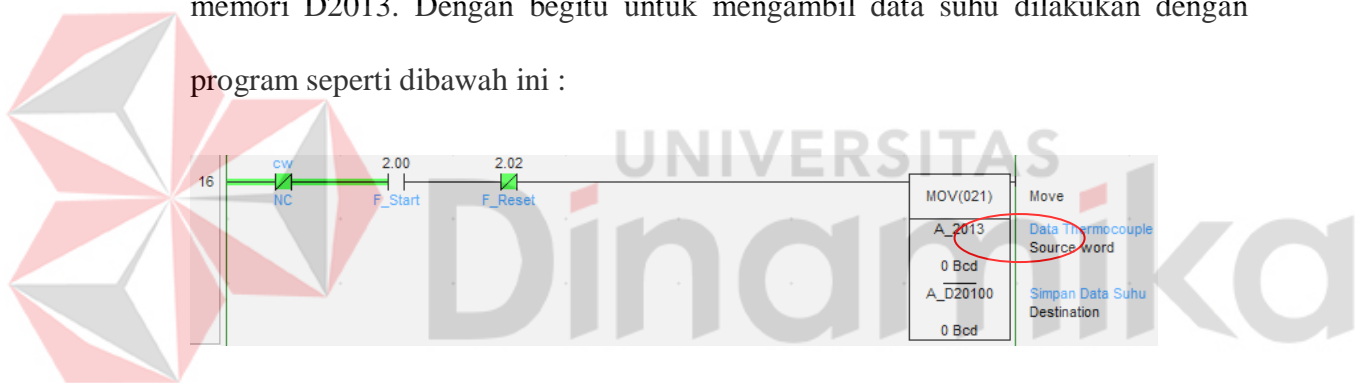 memori D2013. Dengan begitu untuk mengambil data suhu dilakukan dengan
program seperti dibawah ini :
UNIVERSITAS
Dinamika
16
cw
NC
2.00
F_Start
2.02
F_Reset
MOV(021)
Move
A_2013
Data Thermocouple
Source word
0 Bcd
A_D20100
Simpan Data Suhu
Destination
0 Bcd